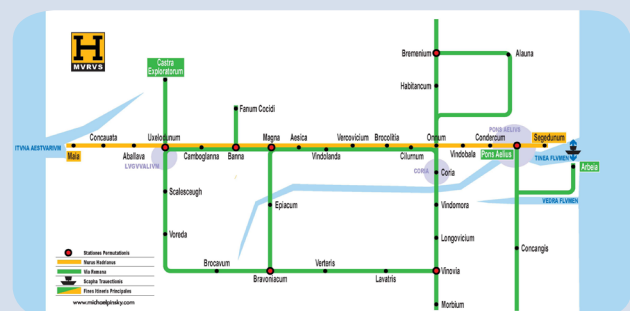 H
MVRVS
Castra
Exploratorum
Bremenium
Alauna
Habitancum
Fanum Cocidi
PONS AELIUS
ITVNA AESTVARIVM
Maia
Concauata
Aballava
Uxelodunum
LVGVVALIVM
Camboglanna
Banna
Magna
Aesica
Vindolanda
Vercovicium
Brocolitia
Cilurnum
Onnum
Vindobala
Condercum
Pons Aelius
Segedunum
TINEA FLVMEN
Arbeia
CORIA
Coria
Scalesceugh
Epiacum
Vindomora
VEDRA FLVMEN
Voreda
Longovicium
Concangis
Brocavum
Bravoniacum
Verteris
Lavatris
Vinovia
Morbium
Stationes Permutationis
Murus Hadrianus
Via Romana
Scapha Traiectionis
Fines Itineris Principales
www.michaelpinsky.com